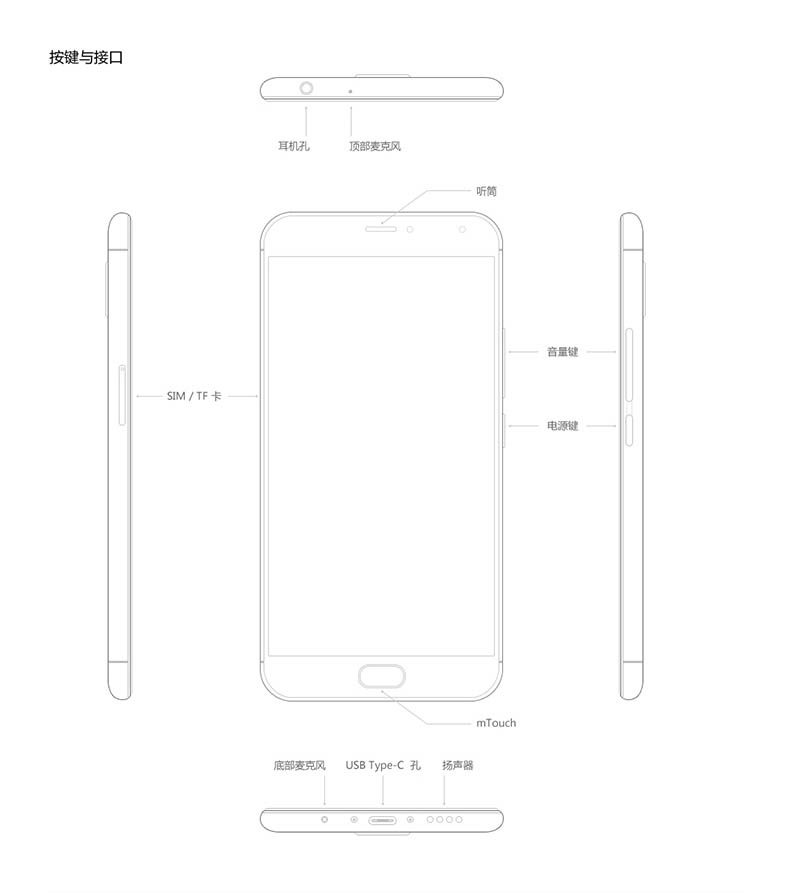 按键与接口
耳机孔
顶部麦克风
听筒
音量键
SIM / TF 卡
电源键
mTouch
底部麦克风
USB Type-C 孔
扬声器